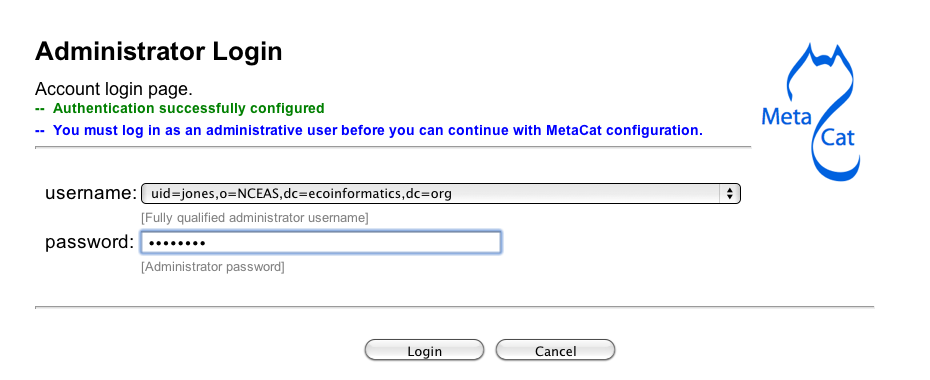 Administrator Login
Account login page.
-- Authentication successfully configured
-- You must log in as an administrative user before you can continue with MetaCat configuration.
Meta
Cat
username: uid=jones,o=NCEAS,dc=ecoinformatics,dc=org
[Fully qualified administrator username]
password: ••••••••
[Administrator password]
Login Cancel